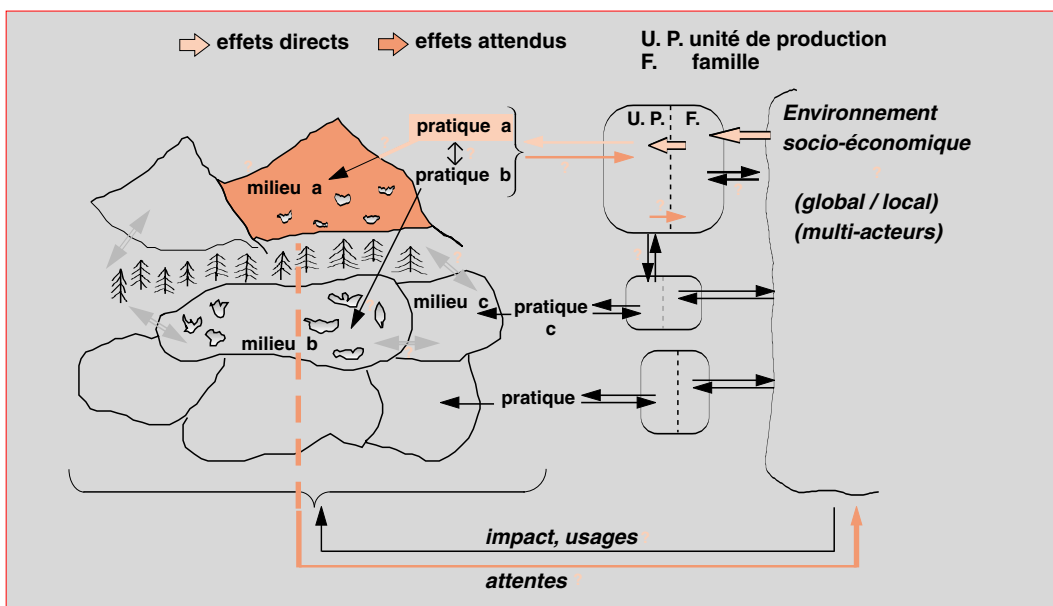 effets directs
effets attendus
U. P. unité de production
F. famille
pratique a
U. P. F.
Environnement
socio-économique
milieu a
pratique b
(global / local)
(multi-acteurs)
milieu c
pratique
c
milieu b
pratique
impact, usages
attentes